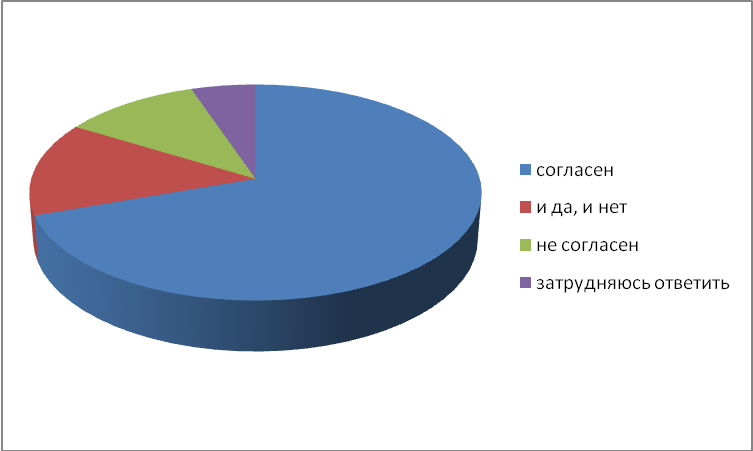 согласен
и да, и нет
не согласен
затрудняюсь ответить